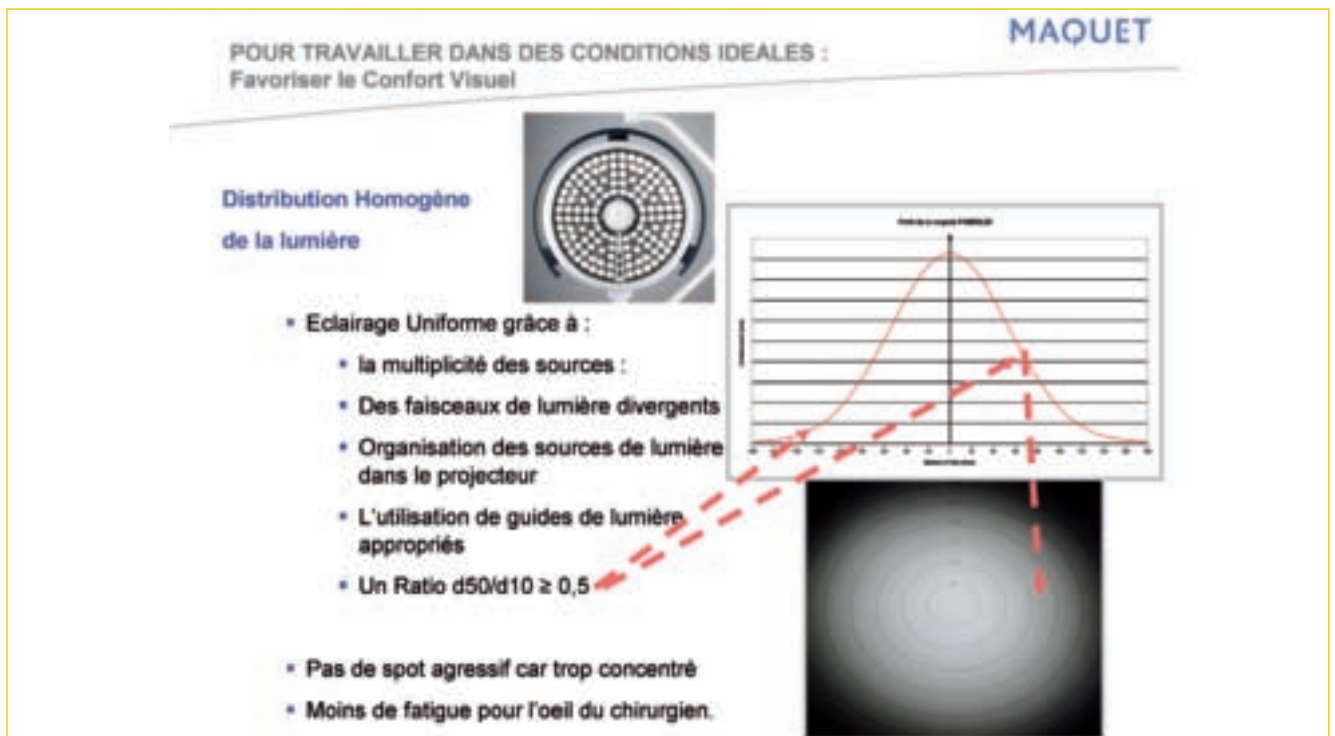 MAQUET
POUR TRAVAILLER DANS DES CONDITIONS IDEALES :
Favoriser le Confort Visuel
Distribution Homogène
de la lumière
• Eclairage Uniforme grâce à :
• la multiplicité des sources :
• Des faisceaux de lumière divergents
• Organisation des sources de lumière
dans le projecteur
• L'utilisation de guides de lumière
appropriés
• Un Ratio d50/d10 ≥ 0,5
• Pas de spot agressif car trop concentré
• Moins de fatigue pour l'oeil du chirurgien.